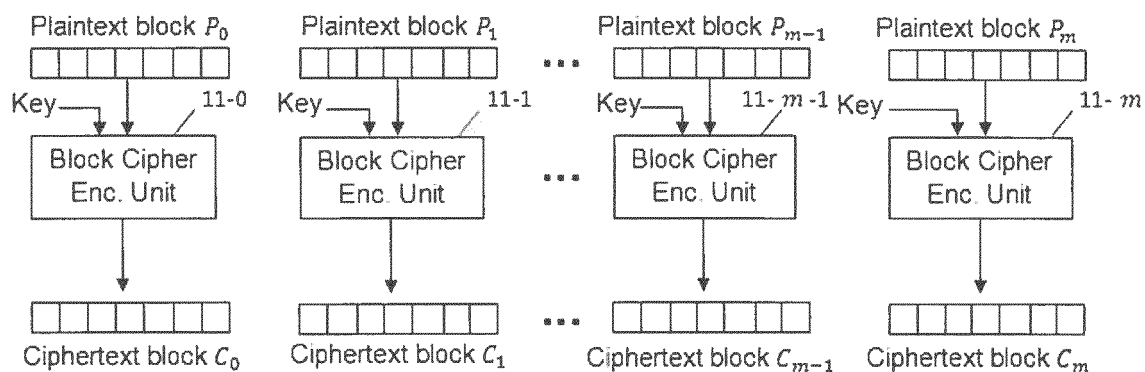 Plaintext block P₀
Plaintext block P₁
Plaintext block Pₘ₋₁
Plaintext block Pₘ
...
Key
11-0
Key
11-1
Key
11- m -1
Key
11- m
Block Cipher
Enc. Unit
Block Cipher
Enc. Unit
...
Block Cipher
Enc. Unit
Block Cipher
Enc. Unit
...
Ciphertext block C₀
Ciphertext block C₁
Ciphertext block Cₘ₋₁
Ciphertext block Cₘ